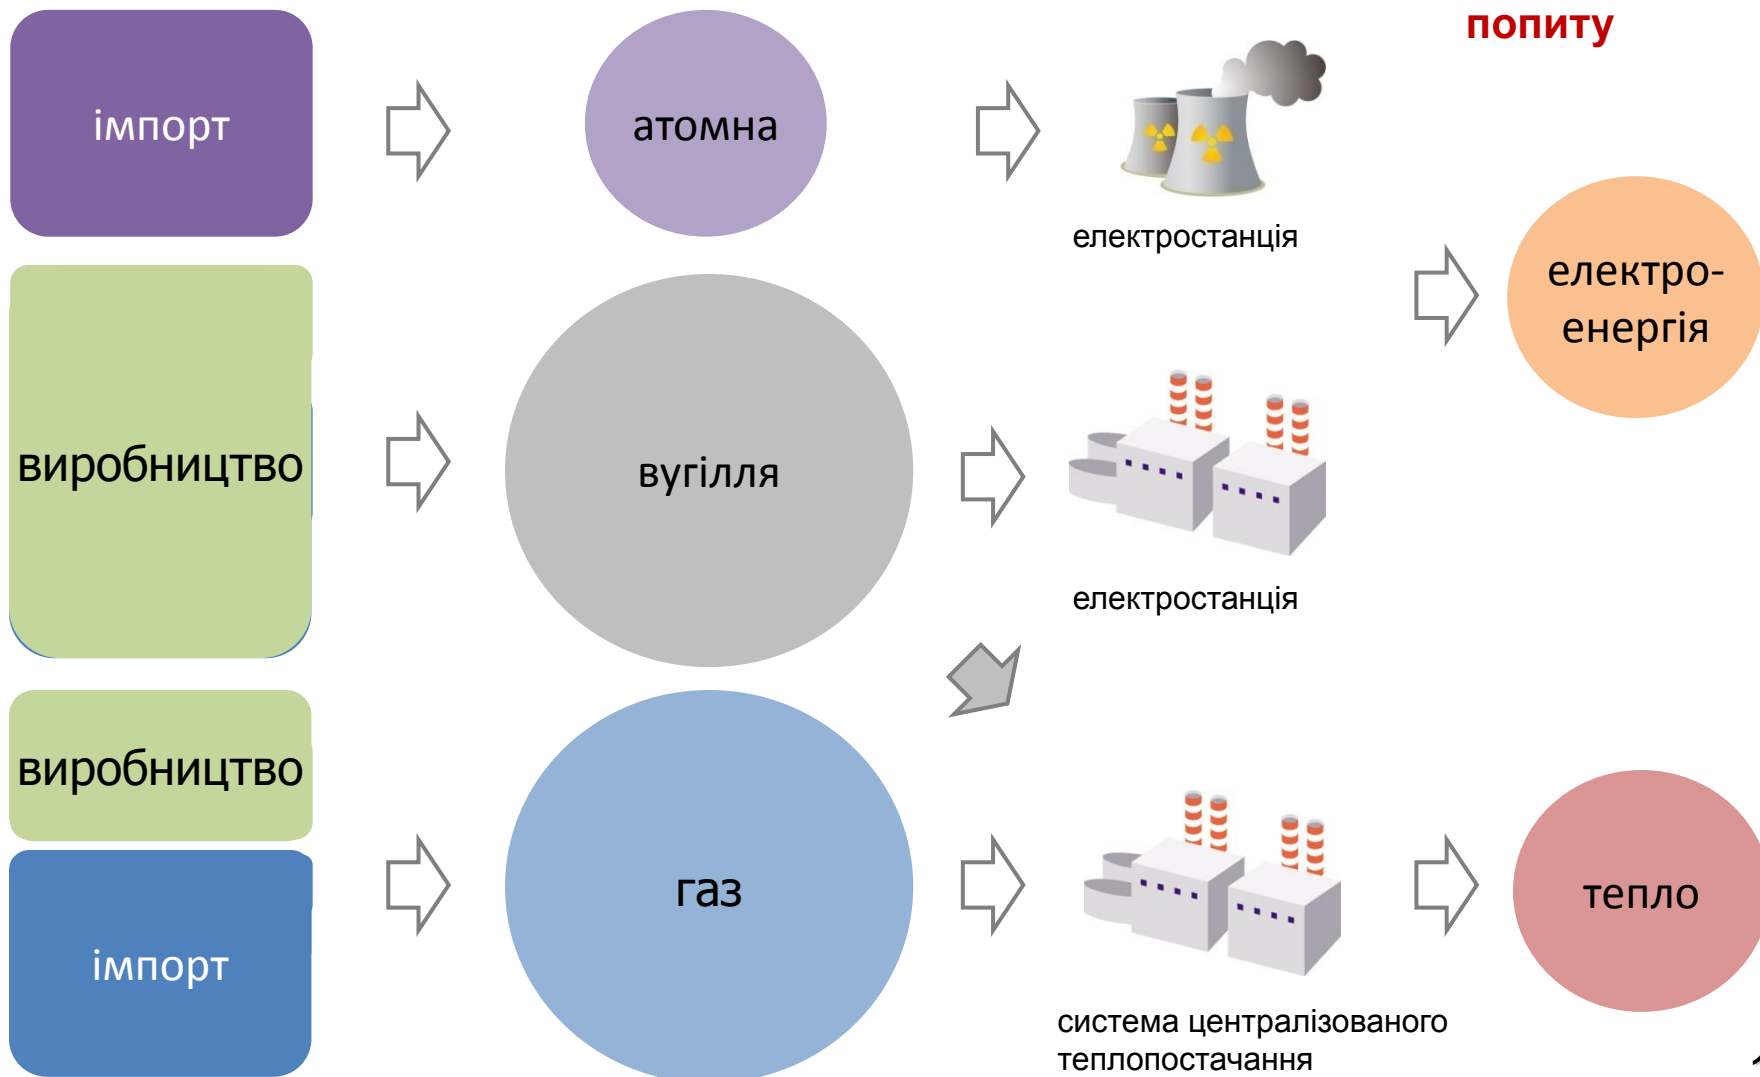 попиту
імпорт
атомна
електростанція
електро-
енергія
виробництво
вугілля
електростанція
виробництво
газ
тепло
імпорт
система централізованого
теплопостачання